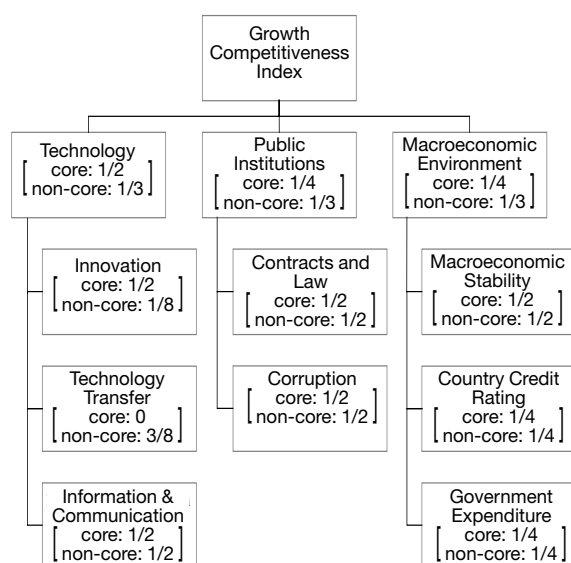 Growth
Competitiveness
Index
Technology
core: 1/2
non-core: 1/3
Public
Institutions
core: 1/4
non-core: 1/3
Macroeconomic
Environment
core: 1/4
non-core: 1/3
Innovation
core: 1/2
non-core: 1/8
Contracts and
Law
core: 1/2
non-core: 1/2
Macroeconomic
Stability
core: 1/2
non-core: 1/2
Technology
Transfer
core: 0
non-core: 3/8
Corruption
core: 1/2
non-core: 1/2
Country Credit
Rating
core: 1/4
non-core: 1/4
Information &
Communication
core: 1/2
non-core: 1/2
Government
Expenditure
core: 1/4
non-core: 1/4